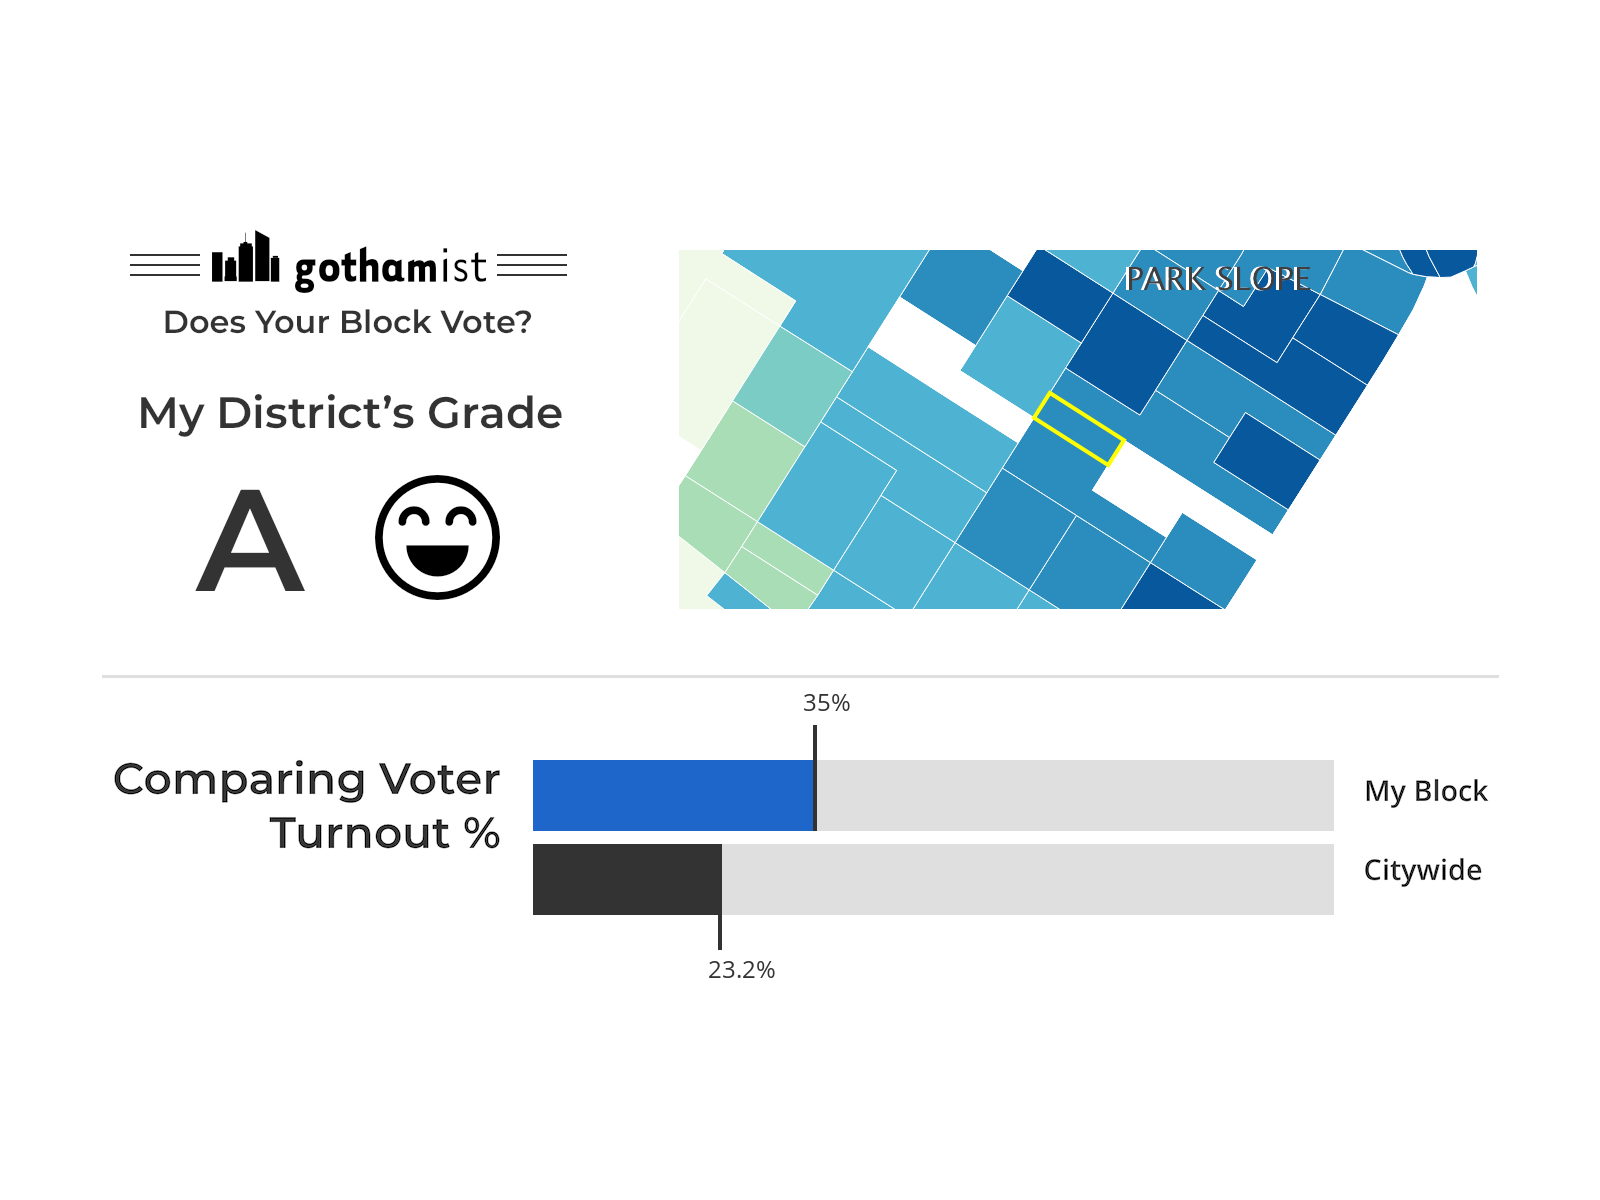 gothamist
Does Your Block Vote?
My District's Grade
A
PARK SLOPE
35%
Comparing Voter
Turnout %
My Block
Citywide
23.2%